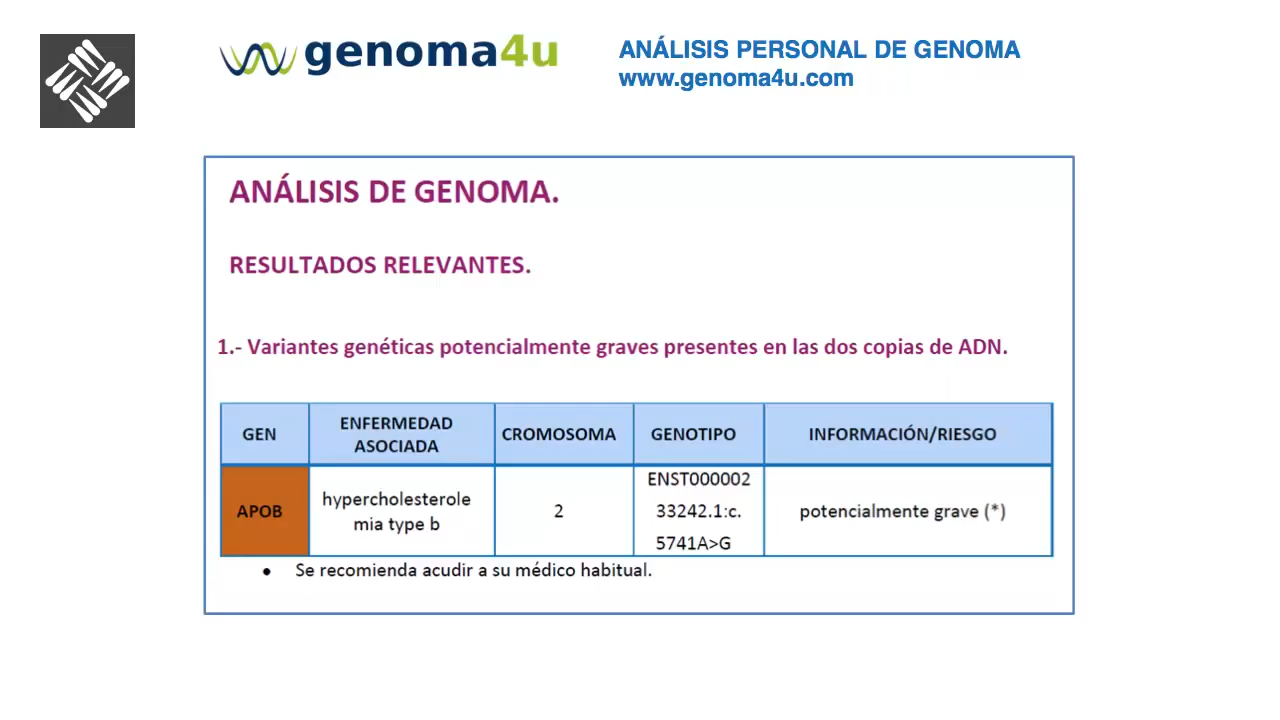 genoma4u
ANÁLISIS PERSONAL DE GENOMA
www.genoma4u.com
ANÁLISIS DE GENOMA.
RESULTADOS RELEVANTES.
1.- Variantes genéticas potencialmente graves presentes en las dos copias de ADN.
GEN
ENFERMEDAD
ASOCIADA
CROMOSOMA
GENOTIPO
INFORMACIÓN/RIESGO
APOB
hypercholesterole
mia type b
2
ENST000002
33242.1:c.
5741A>G
potencialmente grave (*)
• Se recomienda acudir a su médico habitual.